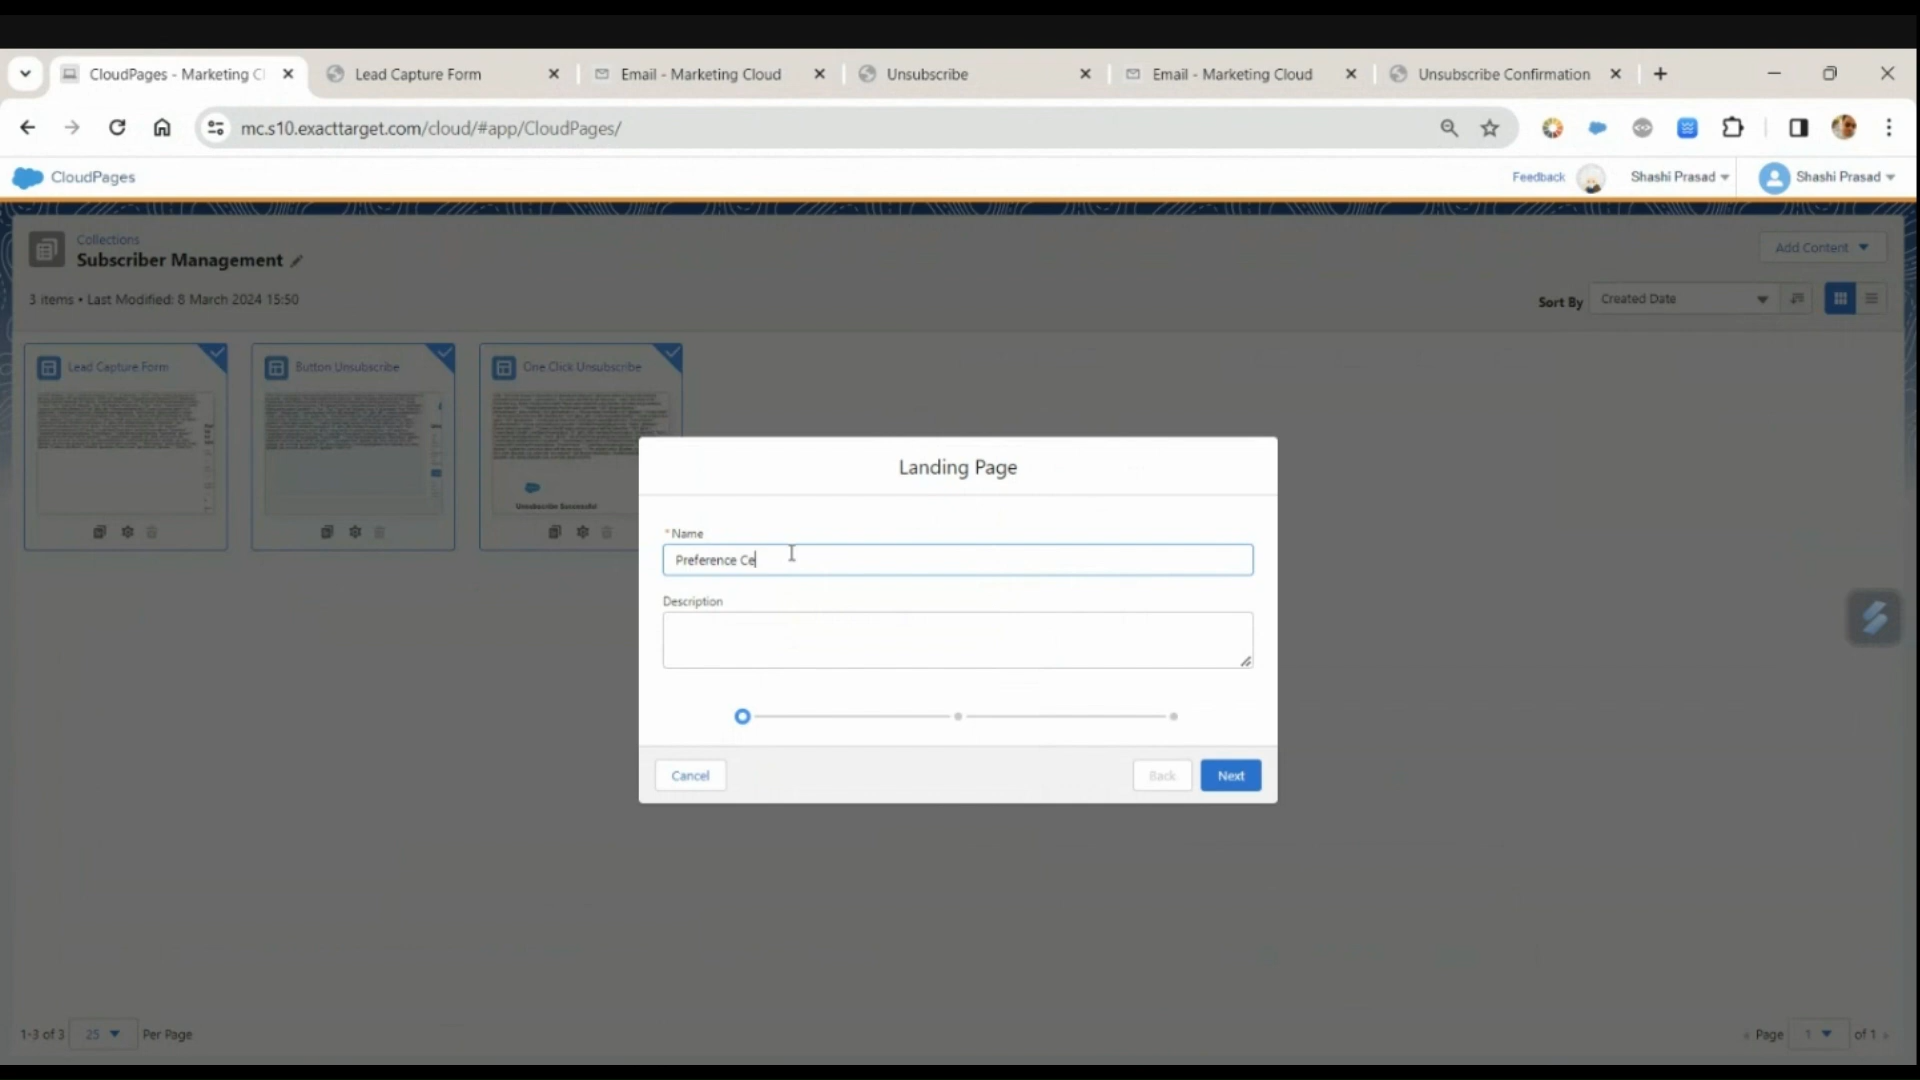 CloudPages - Marketing Cl
Lead Capture Form
Email - Marketing Cloud
Unsubscribe
Email - Marketing Cloud
Unsubscribe Confirmation
mc.s10.exacttarget.com/cloud/#app/CloudPages/
CloudPages
Feedback
Shashi Prasad
Shashi Prasad
Collections
Subscriber Management
Add Content
3 items • Last Modified: 8 March 2024 15:50
Sort By
Created Date
Lead Capture Form
Button Unsubscribe
One Click Unsubscribe
Unsubscribe Successful
Landing Page
* Name
Preference Ce
Description
Cancel
Back
Next
1-3 of 3
25
Per Page
Page
1
of 1